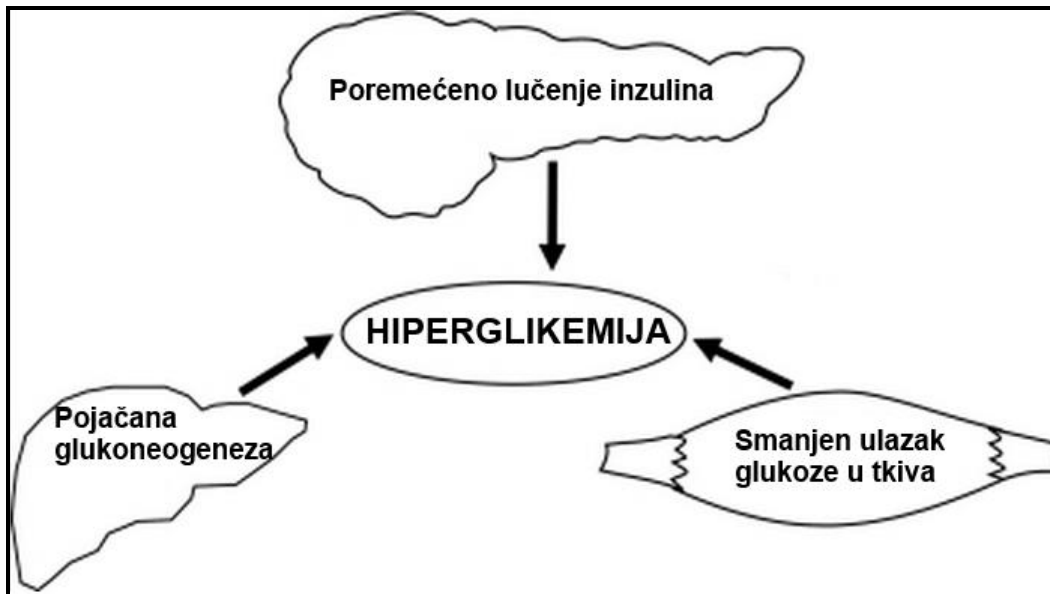 Poremećeno lučenje inzulina
HIPERGLIKEMIJA
Pojačana
glukoneogeneza
Smanjen ulazak
glukoze u tkiva